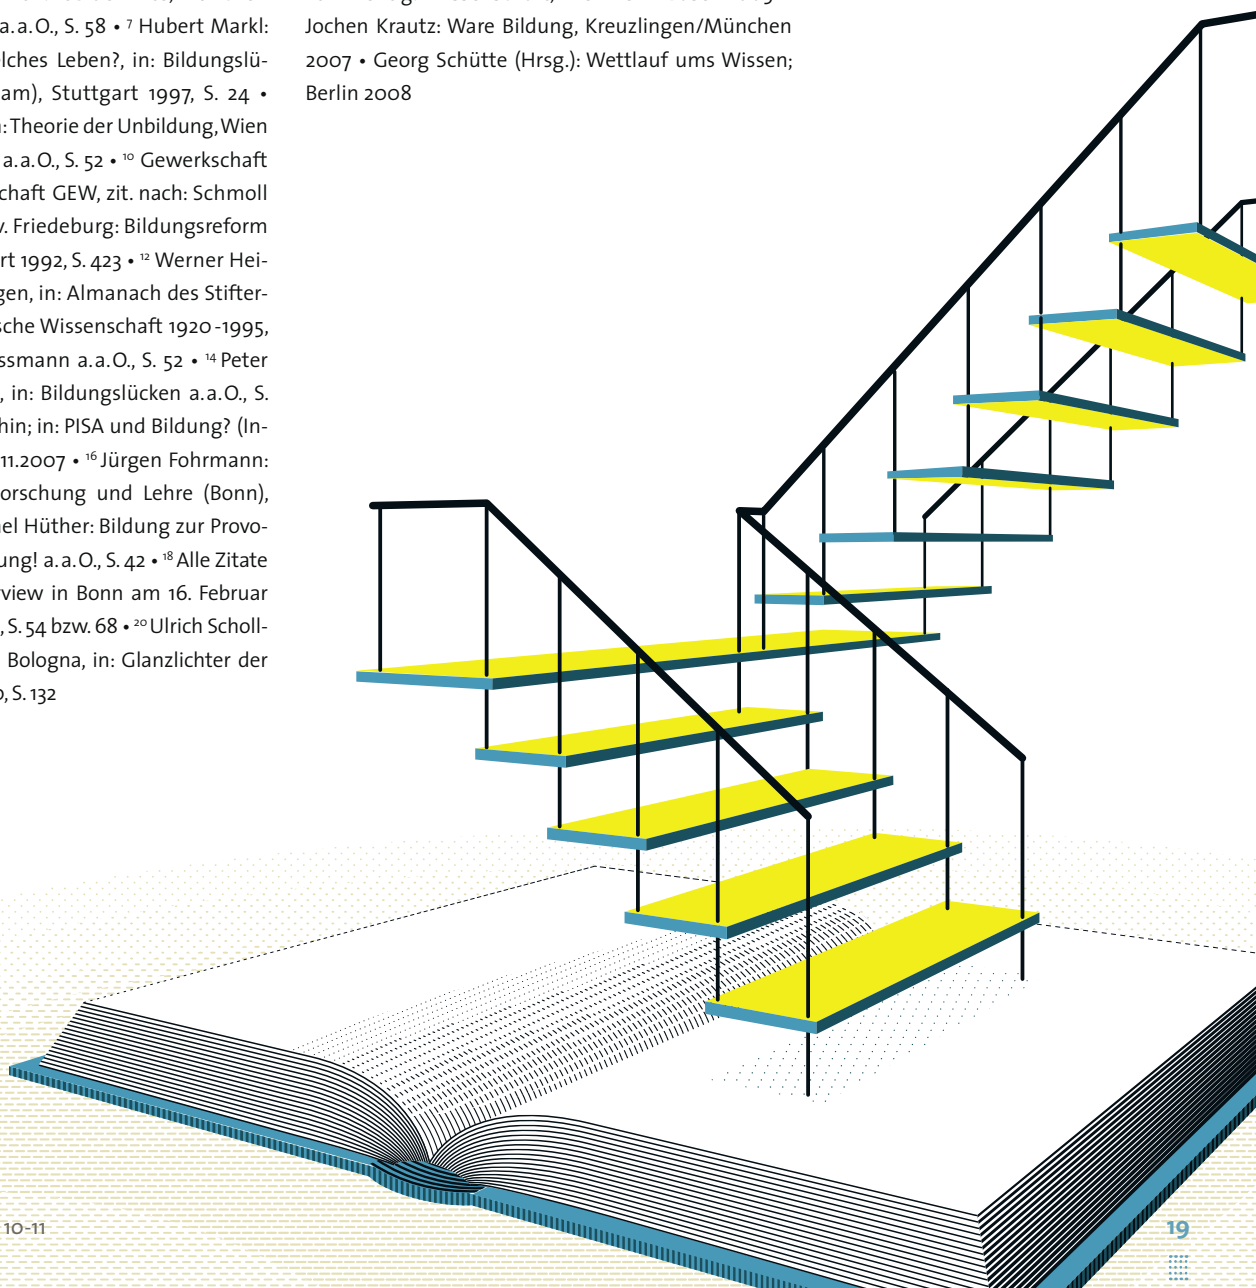 a.a.O., S. 58 • ⁷ Hubert Markl:
lches Leben?, in: Bildungslü-
am), Stuttgart 1997, S. 24 •
: Theorie der Unbildung, Wien
a.a.O., S. 52 • ¹⁰ Gewerkschaft
chaft GEW, zit. nach: Schmoll
v. Friedeburg: Bildungsreform
rt 1992, S. 423 • ¹² Werner Hei-
gen, in: Almanach des Stifter-
sche Wissenschaft 1920-1995,
ssmann a.a.O., S. 52 • ¹⁴ Peter
, in: Bildungslücken a.a.O., S.
hin; in: PISA und Bildung? (In-
11.2007 • ¹⁶ Jürgen Fohrmann:
orschung und Lehre (Bonn),
el Hüther: Bildung zur Provo-
ung! a.a.O., S. 42 • ¹⁸ Alle Zitate
view in Bonn am 16. Februar
, S. 54 bzw. 68 • ²⁰ Ulrich Scholl-
Bologna, in: Glanzlichter der
, S. 132
Jochen Krautz: Ware Bildung, Kreuzlingen/München
2007 • Georg Schütte (Hrsg.): Wettlauf ums Wissen;
Berlin 2008
10-11
19